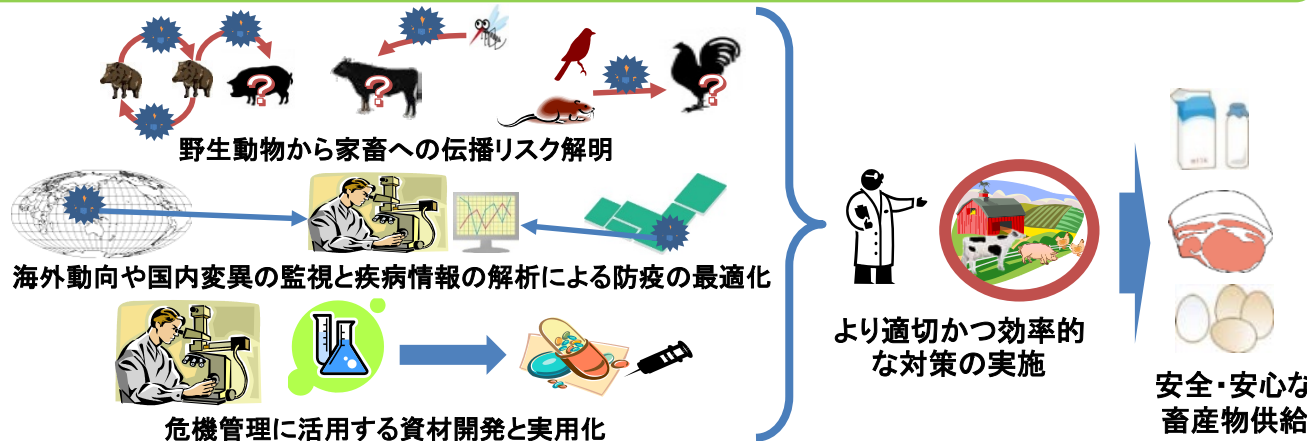 野生動物から家畜への伝播リスク解明
海外動向や国内変異の監視と疾病情報の解析による防疫の最適化
危機管理に活用する資材開発と実用化
より適切かつ効率的
な対策の実施
安全・安心な
畜産物供給